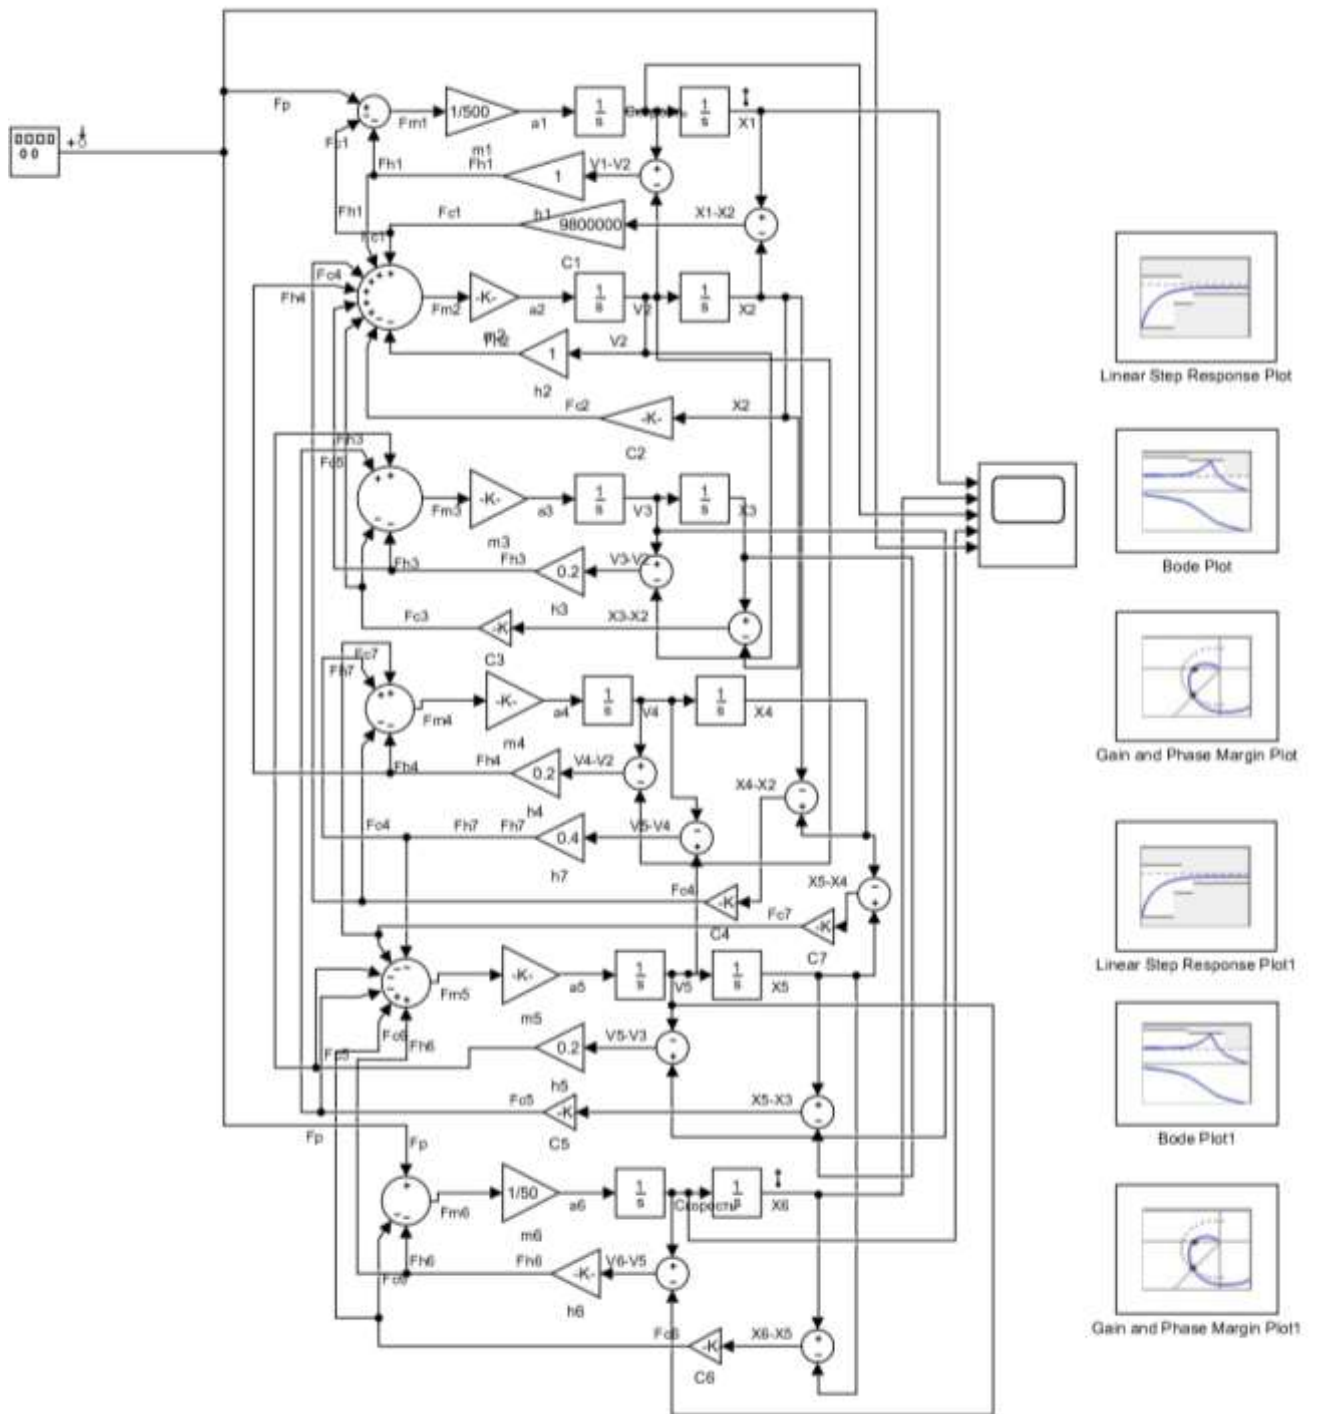 Fp
Fc1
Fm1
1/500
m1
a1
1
s
1
s
X1
Fh1
Fh1
1
h1
V1-V2
Fh1
Fc1
Fc1
9800000
C1
X1-X2
Fc4
Fh4
Fm2
-K-
m2
a2
1
s
V2
1
s
X2
Fh2
1
h2
V2
Fc2
-K-
C2
X2
Fh3
Fc5
Fm3
-K-
m3
a3
1
s
V3
1
s
X3
Fh3
Fh3
0.2
h3
V3-V2
Fc3
-K
C3
X3-X2
Fc7
Fh7
Fm4
-K-
m4
a4
1
s
V4
1
s
X4
Fh4
Fh4
0.2
h4
V4-V2
X4-X2
Fc4
Fh7
Fh7
0.4
h7
V5-V4
Fc4
-K
C4
X5-X4
Fc7
-K
C7
Fm5
-K-
m5
a5
1
s
V5
1
s
X5
Fc6
Fc5
Fh6
0.2
h5
V5-V3
Fc5
-K
C5
X5-X3
Fp
Fp
Fm6
1/50
m6
a6
1
s
Скорость
1
s
X6
Fh6
Fc6
Fh6
-K-
h6
V6-V5
Fc6
-K
C6
X6-X5
Linear Step Response Plot
Bode Plot
Gain and Phase Margin Plot
Linear Step Response Plot1
Bode Plot1
Gain and Phase Margin Plot1